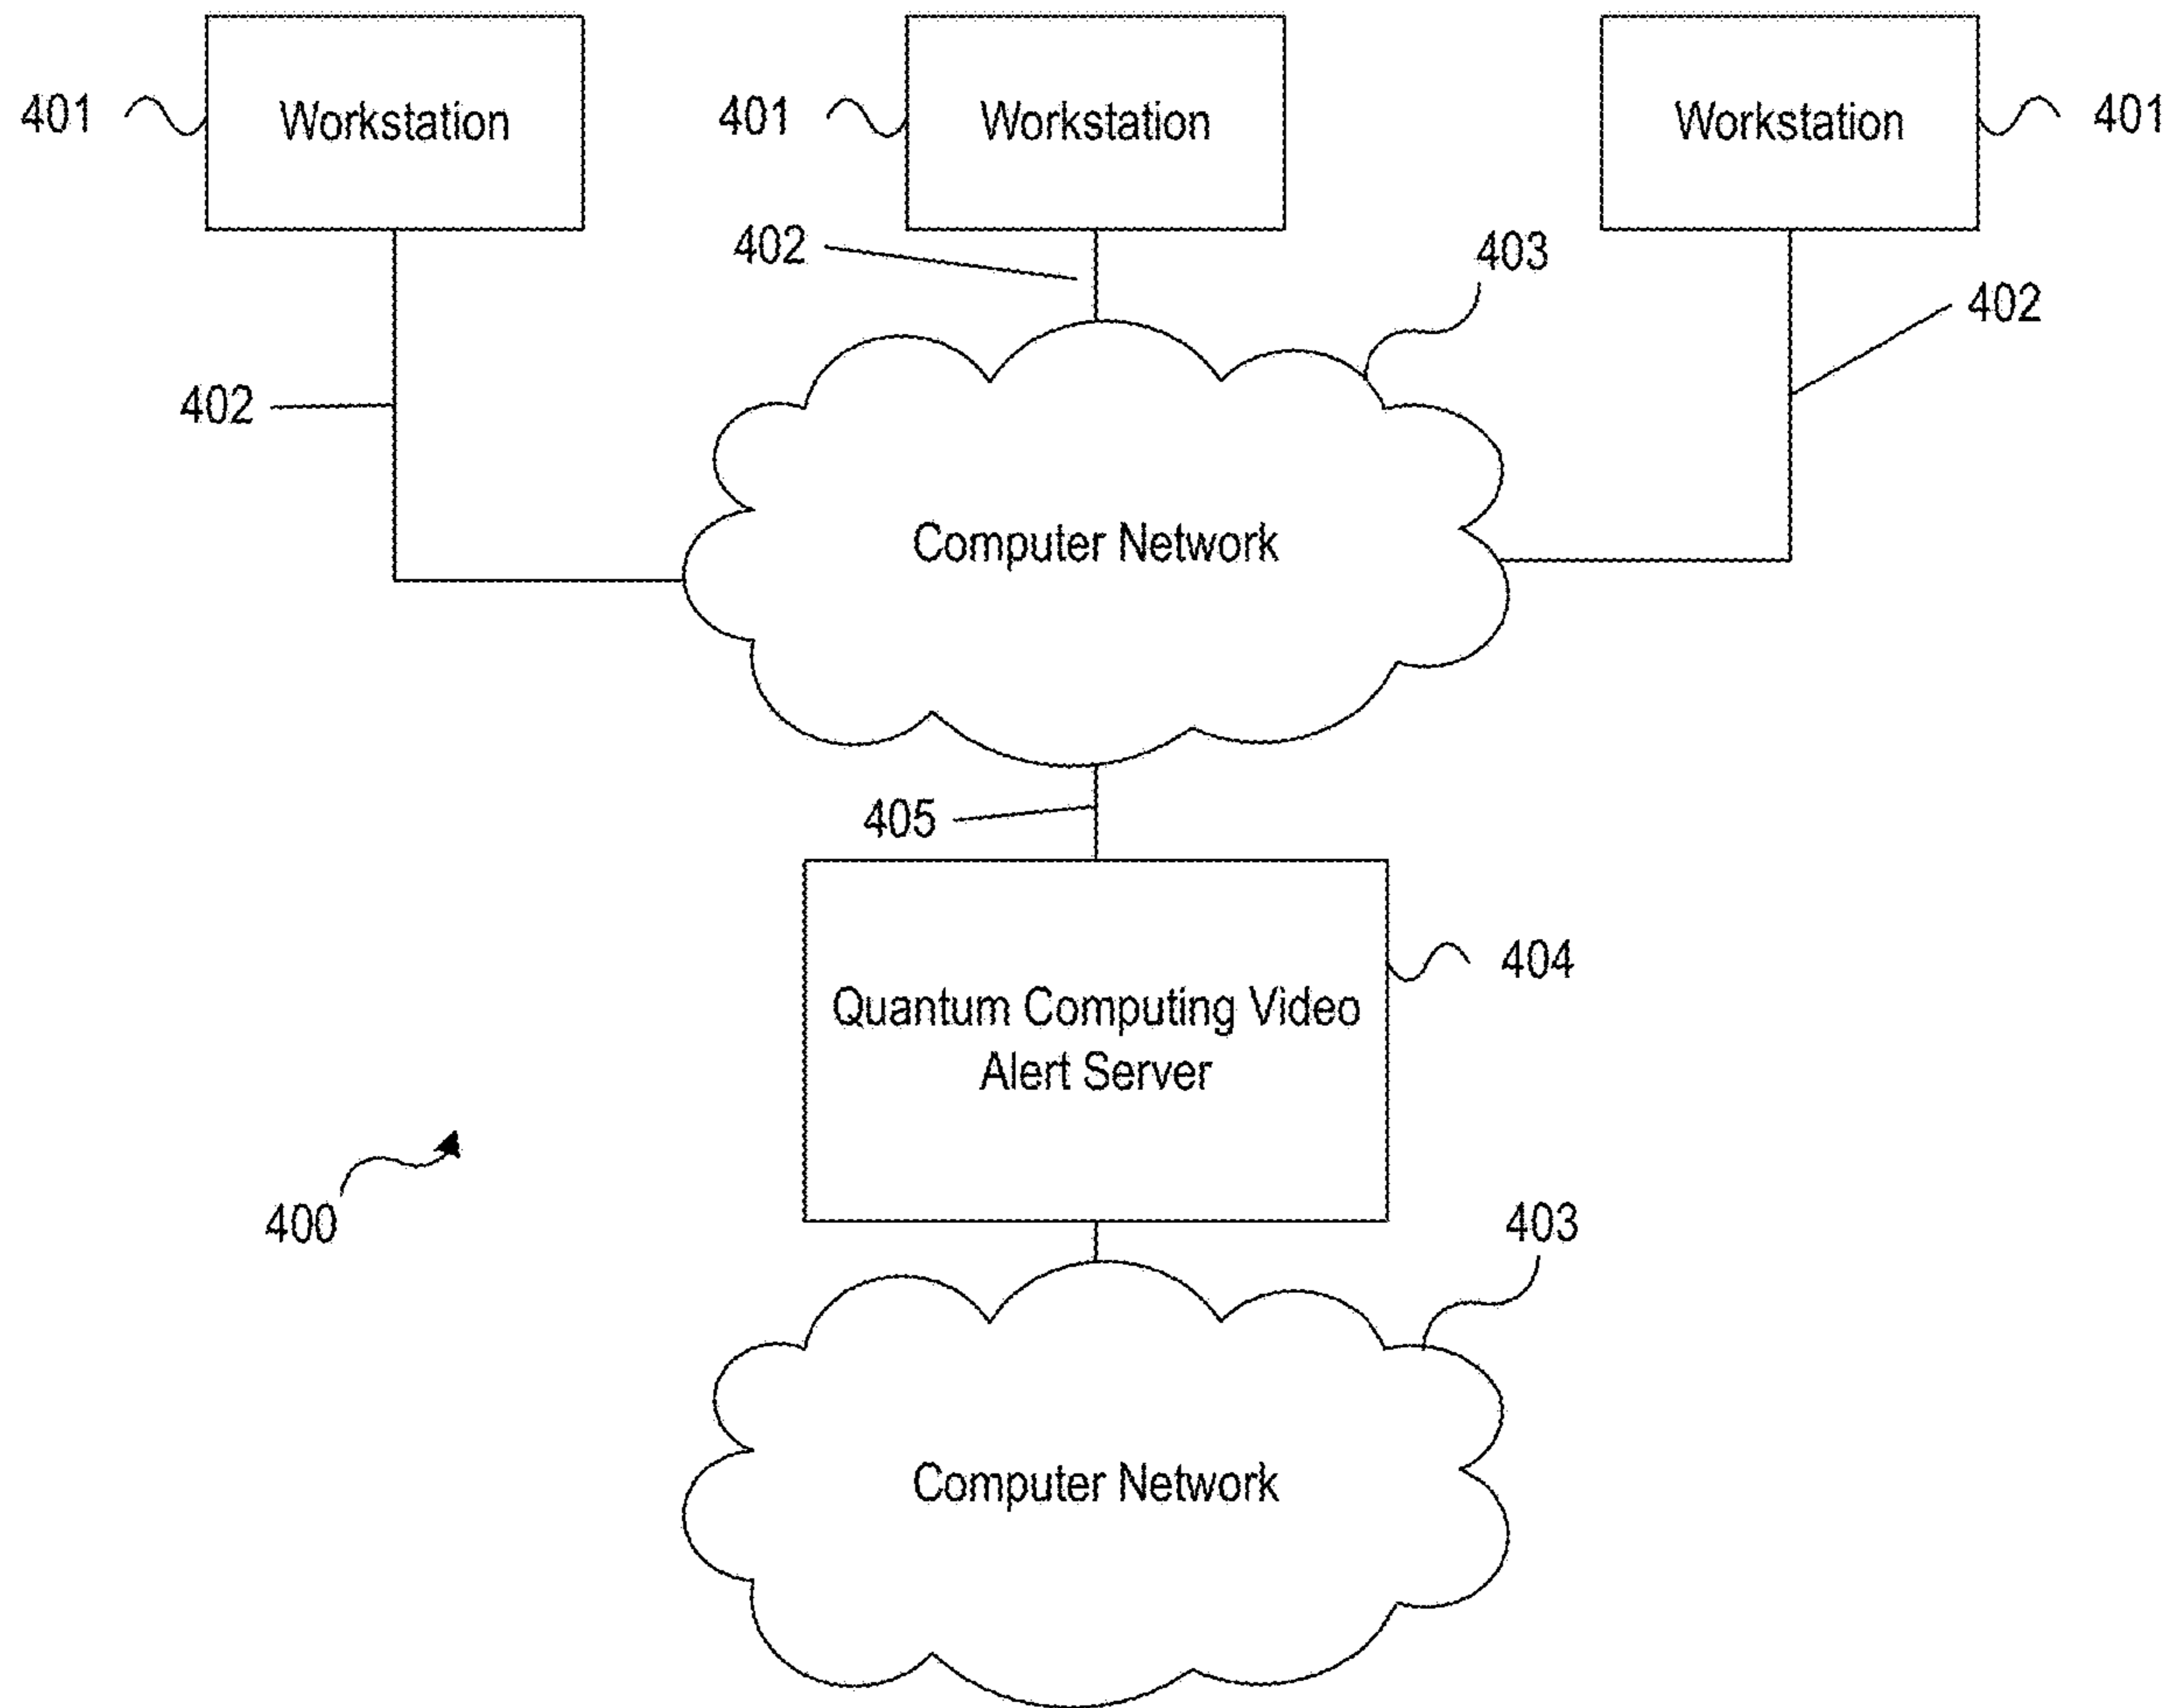 401
Workstation
401
Workstation
Workstation
401
402
403
402
402
Computer Network
405
404
Quantum Computing Video
Alert Server
400
403
Computer Network